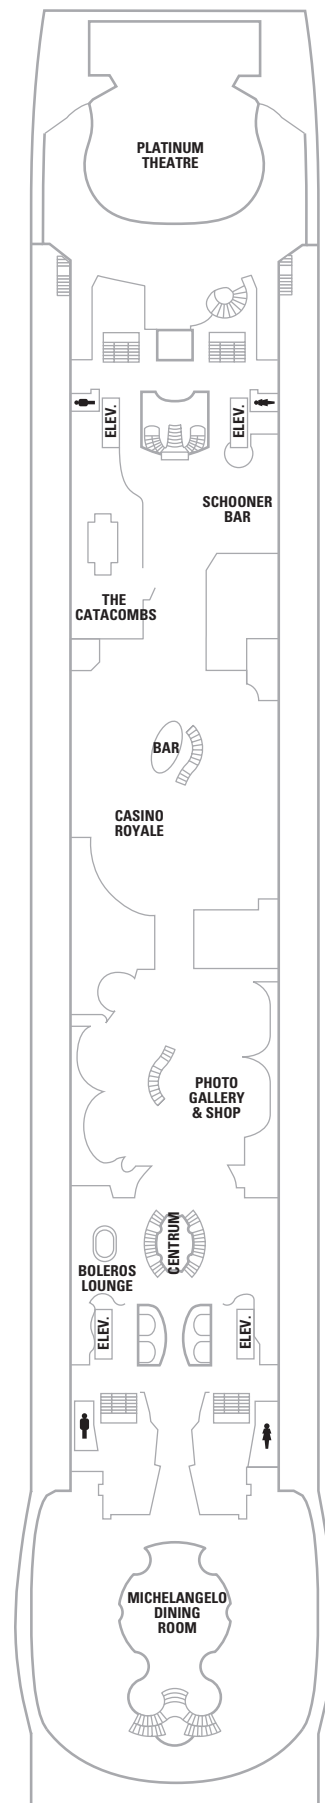 PLATINUM
THEATRE
ELEV.
ELEV.
SCHOONER
BAR
THE
CATACOMBS
BAR
CASINO
ROYALE
PHOTO
GALLERY
& SHOP
CENTRUM
BOLEROS
LOUNGE
ELEV.
ELEV.
MICHELANGELO
DINING
ROOM